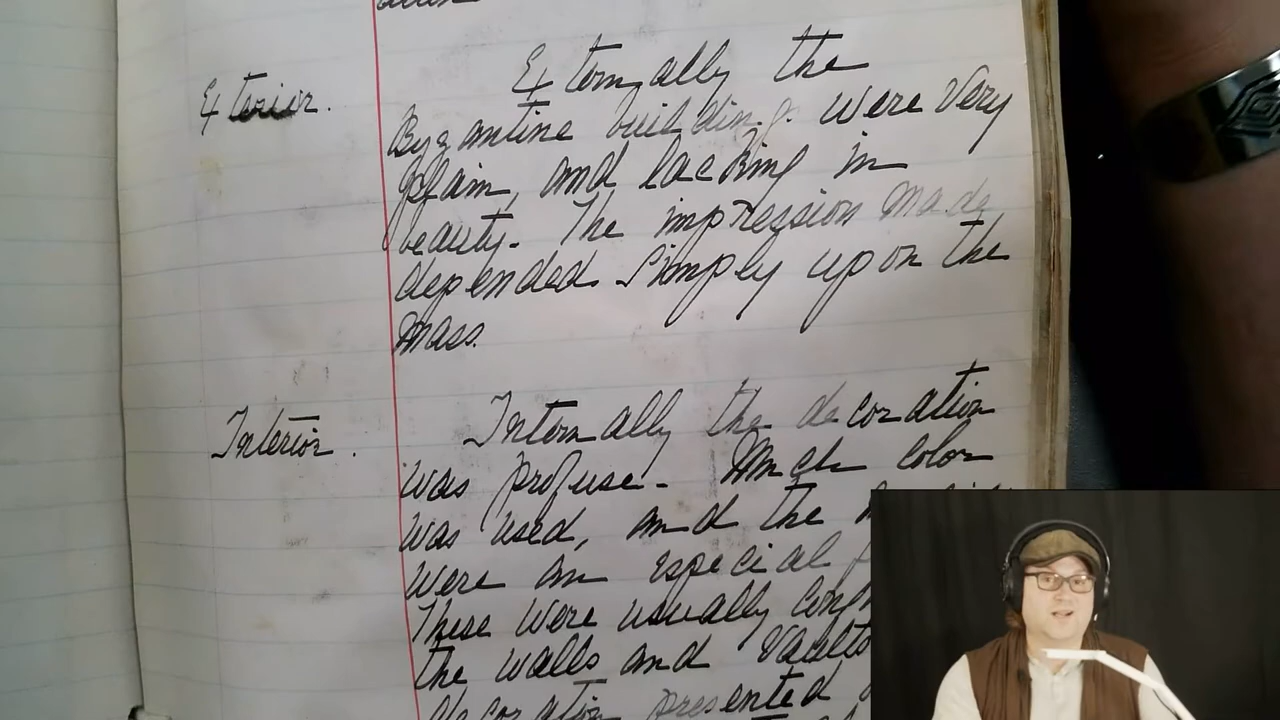 Exterior.
Externally the
Byzantine building. were very
plain, and lacking in
beauty. The impression made
depended simply upon the
mass.
Interior.
Internally the decoration
was profuse. Much color
was used, and the
were an especial
These were usually
the walls and vaults
decoration presented